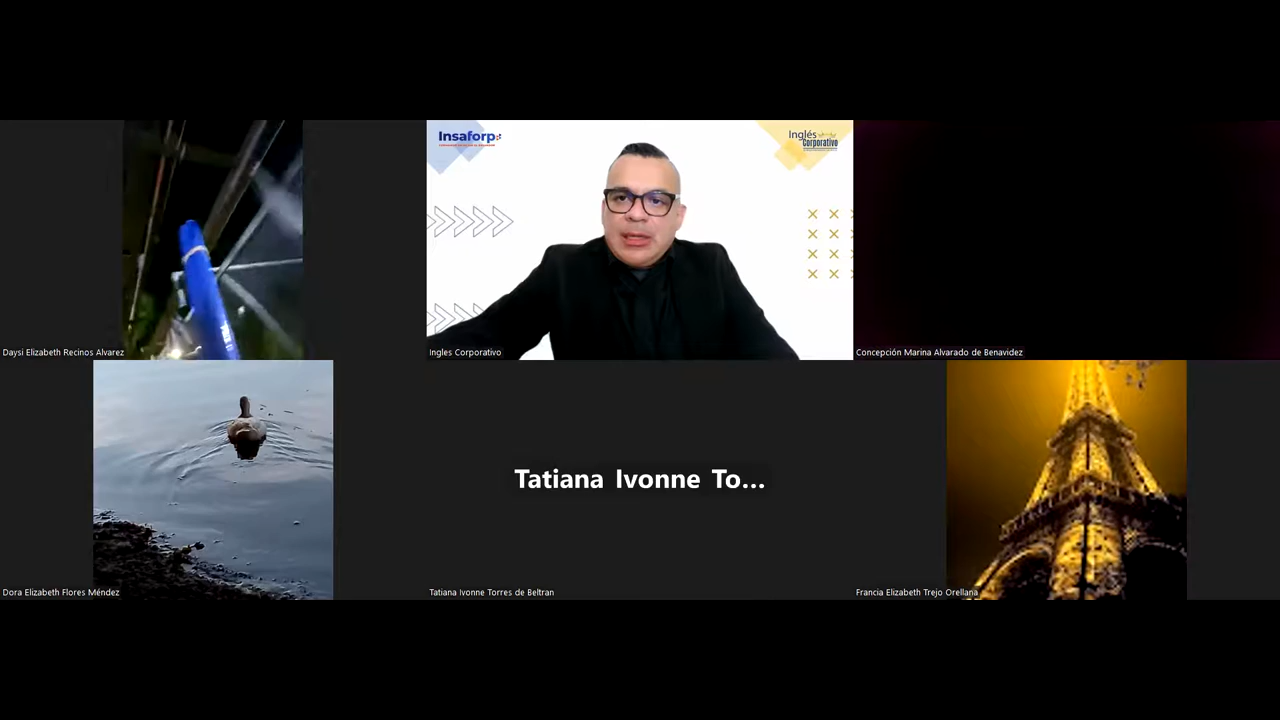 Insaforp
Inglés
Corporativo
Daysi Elizabeth Recinos Alvarez
Ingles Corporativo
Concepción Marina Alvarado de Benavidez
Tatiana Ivonne To...
Dora Elizabeth Flores Méndez
Tatiana Ivonne Torres de Beltran
Francia Elizabeth Trejo Orellana